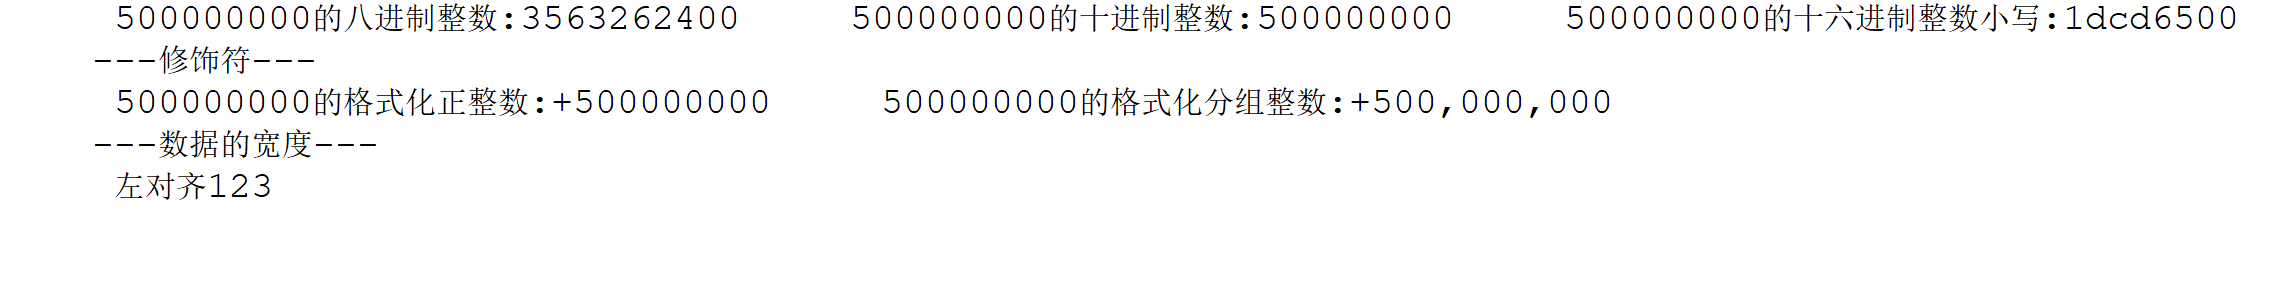 500000000的八进制整数:3563262400 500000000的十进制整数:500000000 500000000的十六进制整数小写:1dcd6500
---修饰符---
500000000的格式化正整数:+500000000 500000000的格式化分组整数:+500,000,000
---数据的宽度---
左对齐123